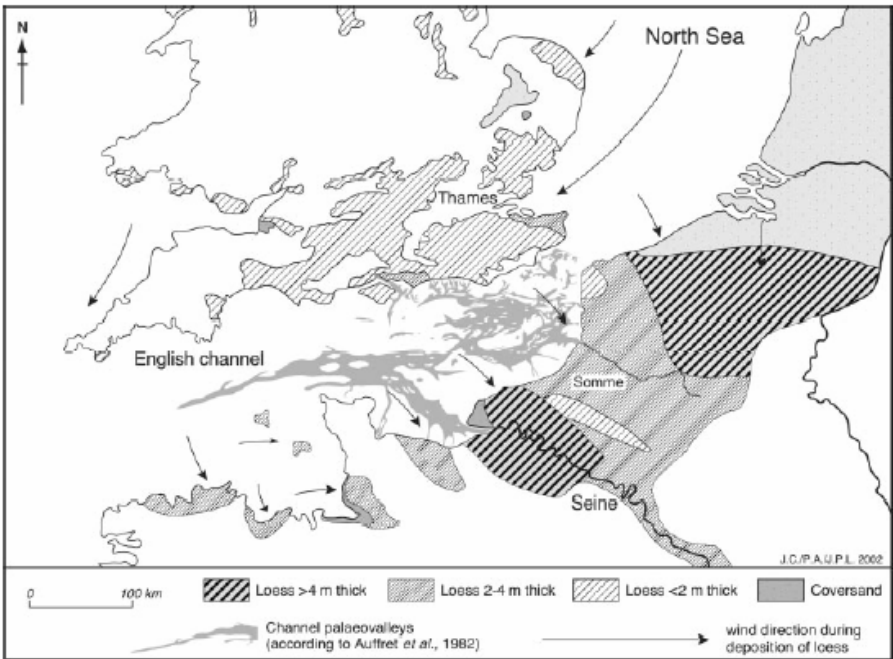 N
North Sea
Thames
English channel
Somme
Seine
J.C./P.A.U.P.L. 2002
0 100 km
Loess >4 m thick
Loess 2-4 m thick
Loess <2 m thick
Coversand
Channel palaeovalleys
(according to Auffret et al., 1982)
wind direction during
deposition of loess